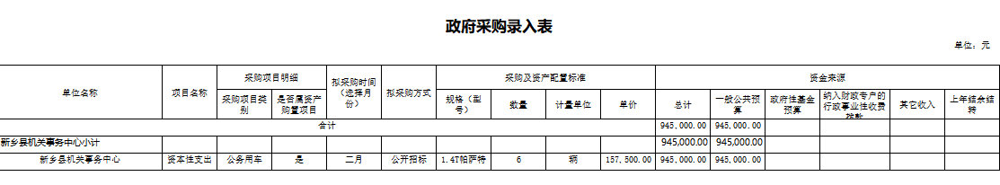 政府采购录入表
单位：元
单位名称 项目名称 采购项目明细 拟采购时间（选择月份） 拟采购方式 采购及资产配置标准 资金来源
采购项目类别 是否属资产购置项目 规格（型号） 数量 计量单位 单价 总计 一般公共预算 政府性基金预算 纳入财政专户的行政事业性收费 其它收入 上年结余结转
合计 945,000.00 945,000.00
新乡县机关事务中心小计 945,000.00 945,000.00
新乡县机关事务中心 资本性支出 公务用车 是 二月 公开招标 1.4T帕萨特 6 辆 157,500.00 945,000.00 945,000.00